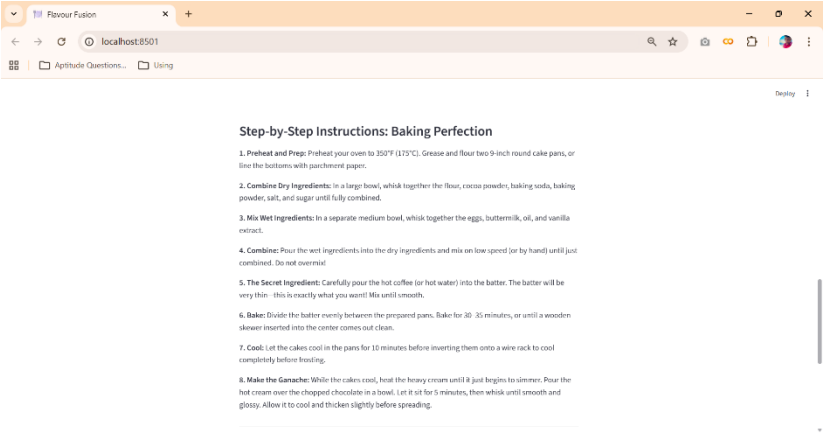 Flavour Fusion
localhost:8501
Aptitude Questions...
Using
Deploy
Step-by-Step Instructions: Baking Perfection
1. Preheat and Prep: Preheat your oven to 350°F (175°C). Grease and flour two 9-inch round cake pans, or
line the bottoms with parchment paper.
2. Combine Dry Ingredients: In a large bowl, whisk together the flour, cocoa powder, baking soda, baking
powder, salt, and sugar until fully combined.
3. Mix Wet Ingredients: In a separate medium bowl, whisk together the eggs, buttermilk, oil, and vanilla
extract.
4. Combine: Pour the wet ingredients into the dry ingredients and mix on low speed (or by hand) until just
combined. Do not overmix!
5. The Secret Ingredient: Carefully pour the hot coffee (or hot water) into the batter. The batter will be
very thin—this is exactly what you want! Mix until smooth.
6. Bake: Divide the batter evenly between the prepared pans. Bake for 30-35 minutes, or until a wooden
skewer inserted into the center comes out clean.
7. Cool: Let the cakes cool in the pans for 10 minutes before inverting them onto a wire rack to cool
completely before frosting.
8. Make the Ganache: While the cakes cool, heat the heavy cream until it just begins to simmer. Pour the
hot cream over the chopped chocolate in a bowl. Let it sit for 5 minutes, then whisk until smooth and
glossy. Allow it to cool and thicken slightly before spreading.